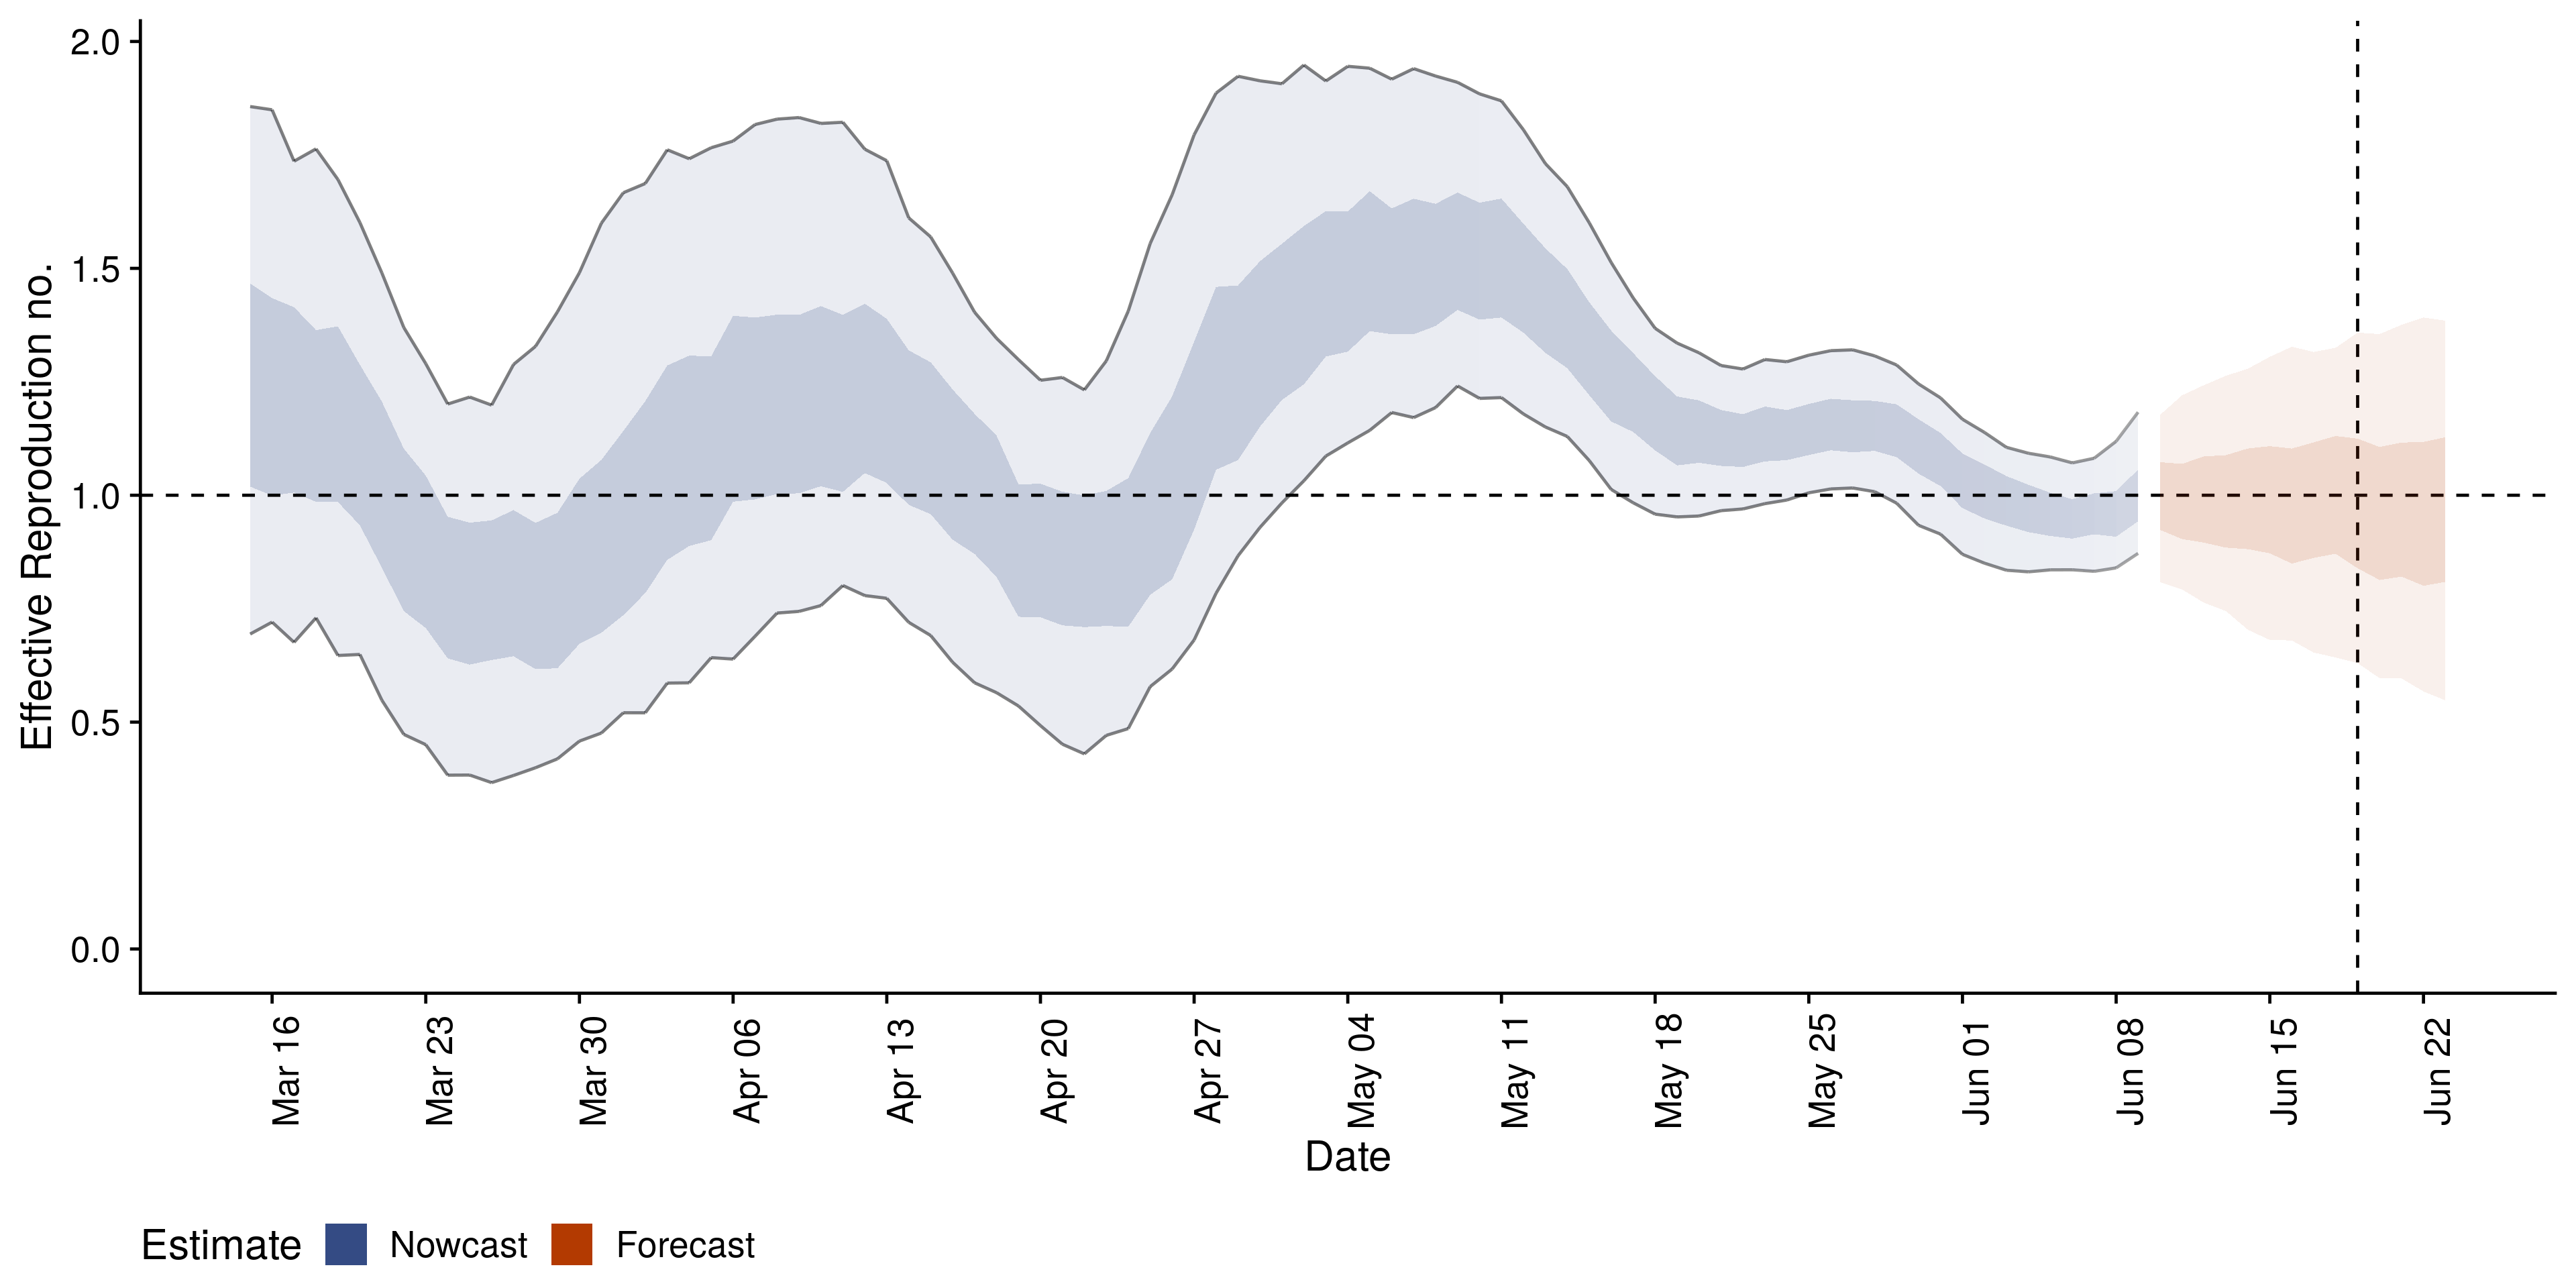 Effective Reproduction no.
2.0
1.5
1.0
0.5
0.0
Mar 16
Mar 23
Mar 30
Apr 06
Apr 13
Apr 20
Apr 27
May 04
May 11
May 18
May 25
Jun 01
Jun 08
Jun 15
Jun 22
Date
Estimate Nowcast Forecast